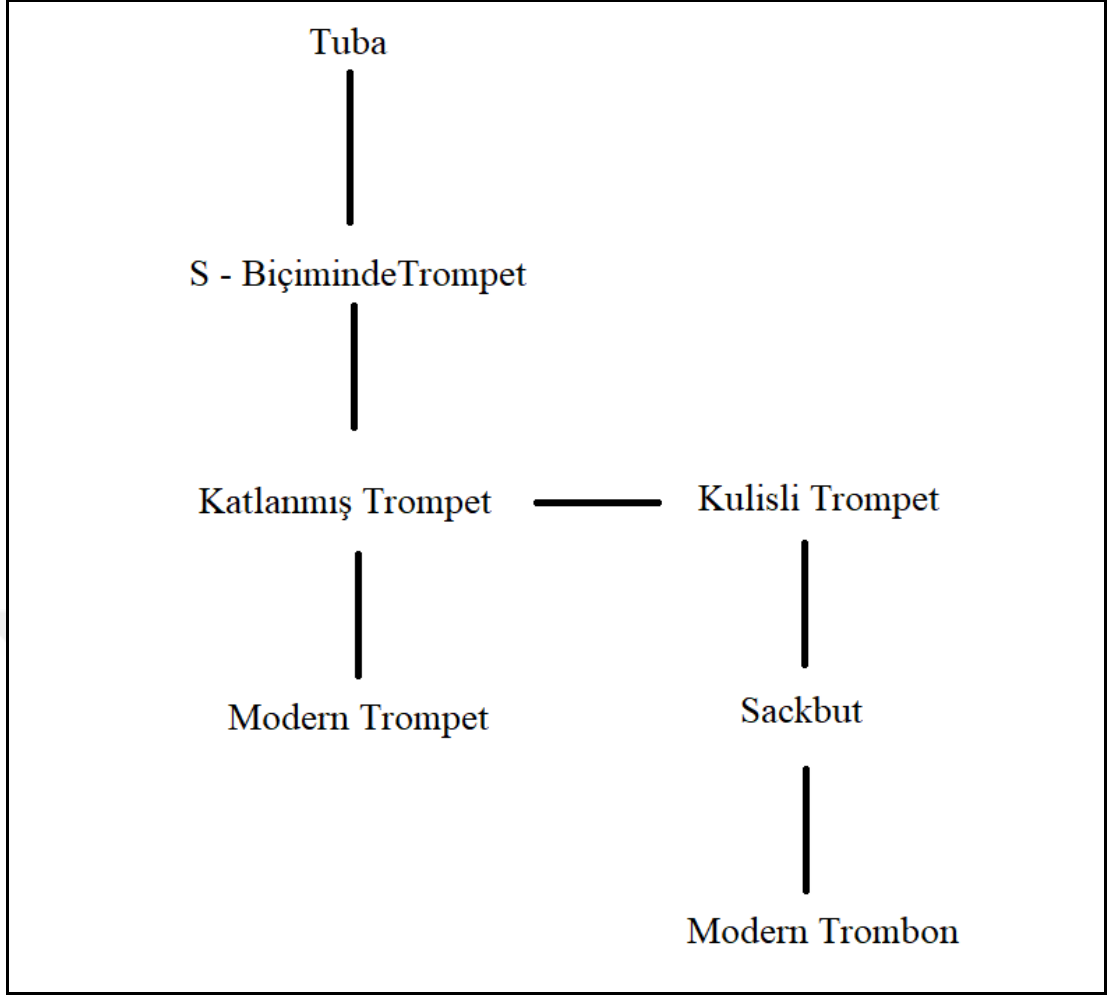 Tuba
S - BiçimindeTrompet
Katlanmış Trompet
Kulisli Trompet
Modern Trompet
Sackbut
Modern Trombon